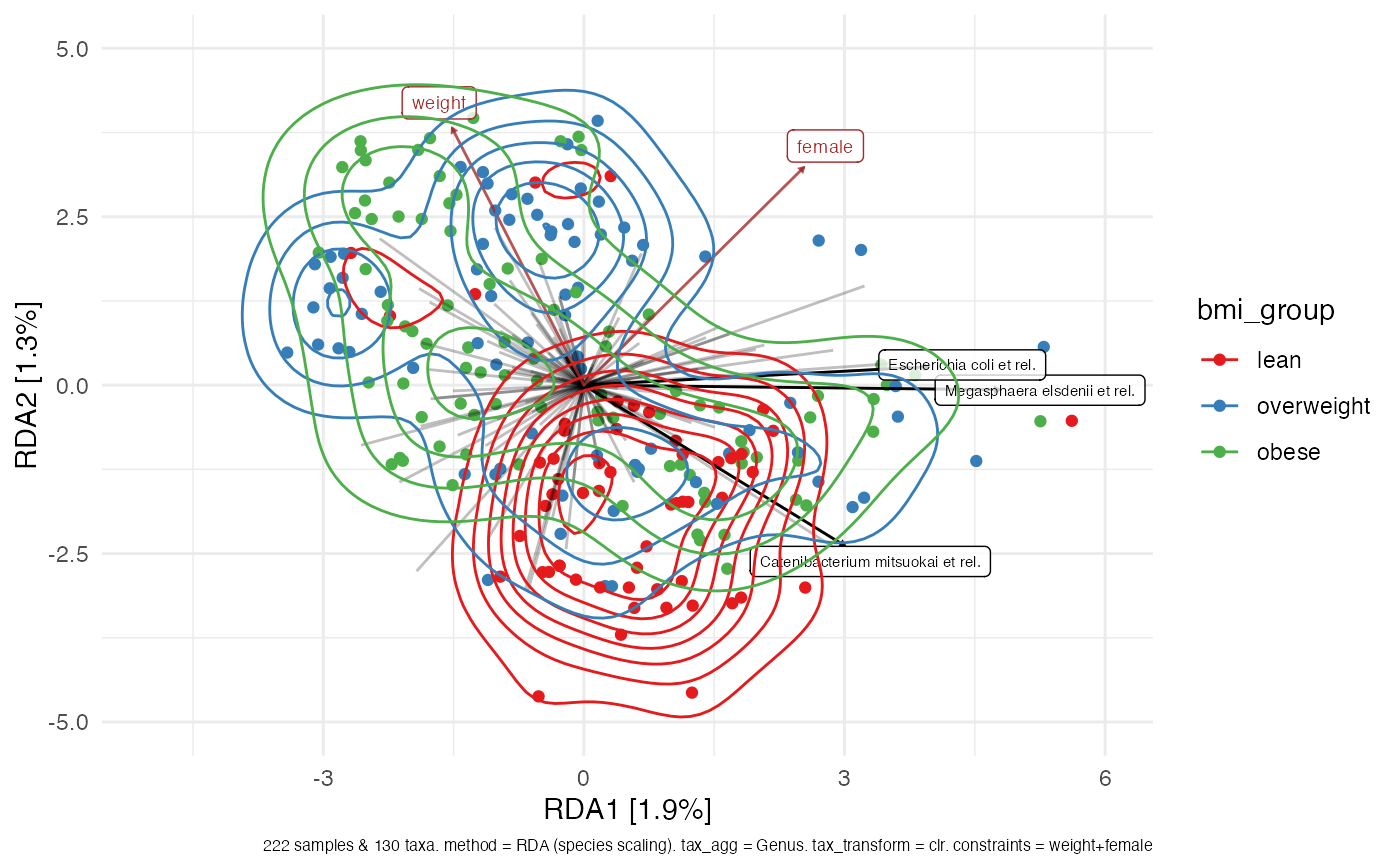 5.0
2.5
0.0
-2.5
-5.0
RDA2 [1.3%]
weight
female
Escherichia coli et rel.
Megasphaera elsdenii et rel.
Catenibacterium mitsuokai et rel.
bmi_group
lean
overweight
obese
-3
0
3
6
RDA1 [1.9%]
222 samples & 130 taxa. method = RDA (species scaling). tax_agg = Genus. tax_transform = clr. constraints = weight+female